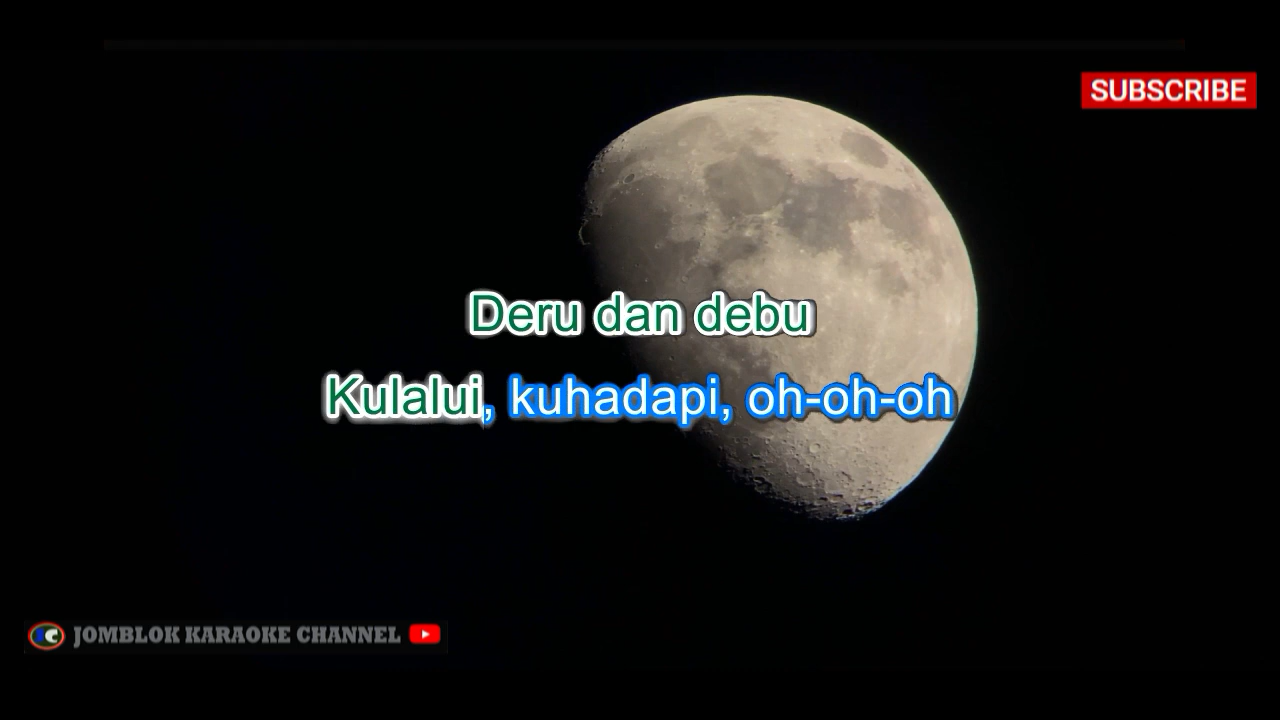 SUBSCRIBE
Deru dan debu
Kulalui, kuhadapi, oh-oh-oh
JOMBLOK KARAOKE CHANNEL